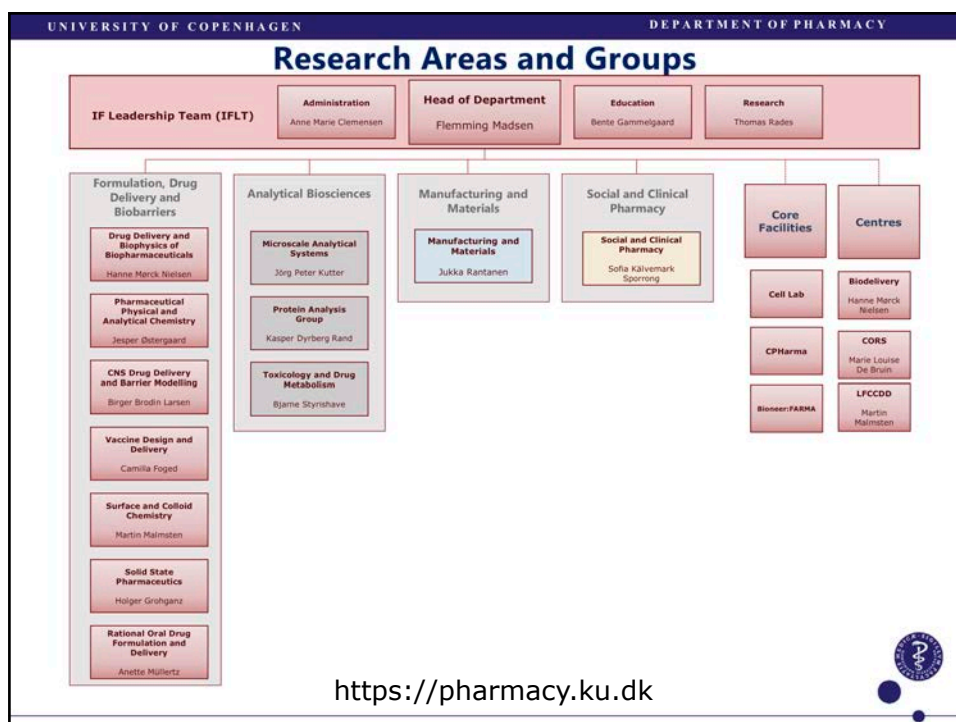 UNIVERSITY OF COPENHAGEN
DEPARTMENT OF PHARMACY
Research Areas and Groups
IF Leadership Team (IFLT)
Administration
Anne Marie Clemensen
Head of Department
Flemming Madsen
Education
Bente Gammelgaard
Research
Thomas Rades
Formulation, Drug
Delivery and
Biobarriers
Drug Delivery and
Biophysics of
Biopharmaceuticals
Hanne Mørck Nielsen
Pharmaceutical
Physical and
Analytical Chemistry
Jesper Østergaard
CNS Drug Delivery
and Barrier Modelling
Birger Brodin Larsen
Vaccine Design and
Delivery
Camilla Foged
Surface and Colloid
Chemistry
Martin Malmsten
Solid State
Pharmaceutics
Holger Grohganz
Rational Oral Drug
Formulation and
Delivery
Anette Müllertz
Analytical Biosciences
Microscale Analytical
Systems
Jörg Peter Kutter
Protein Analysis
Group
Kasper Dyrberg Rand
Toxicology and Drug
Metabolism
Bjarne Styrishave
Manufacturing and
Materials
Manufacturing and
Materials
Jukka Rantanen
Social and Clinical
Pharmacy
Social and Clinical
Pharmacy
Sofia Kälvemark
Sporrong
Core
Facilities
Cell Lab
CPHarma
Bioneer:FARMA
Centres
Biodelivery
Hanne Mørck
Nielsen
CORS
Marie Louise
De Bruin
LFCCDD
Martin
Malmsten
https://pharmacy.ku.dk